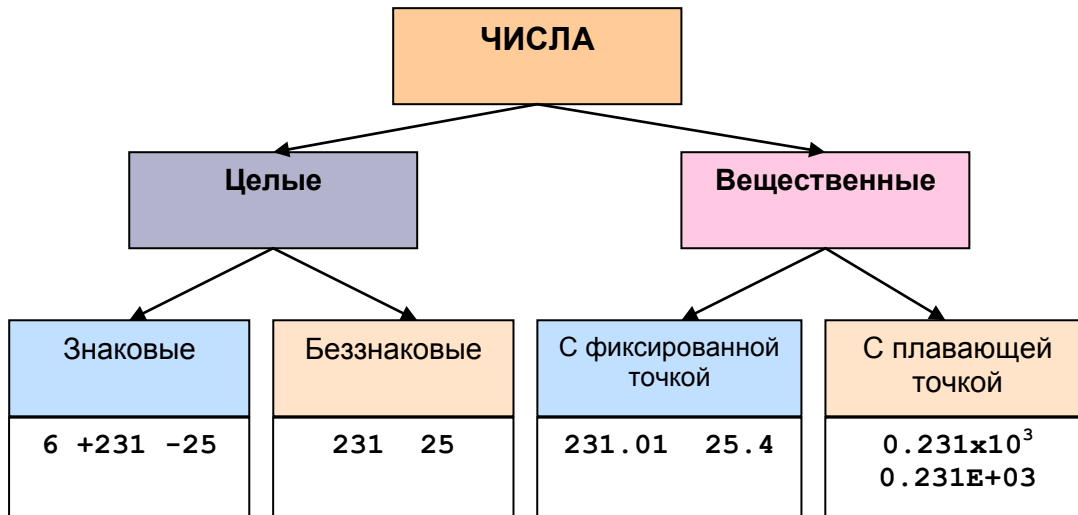 ЧИСЛА
Целые
Вещественные
Знаковые
Беззнаковые
С фиксированной
точкой
С плавающей
точкой
6 +231 -25
231 25
231.01 25.4
0.231x10³
0.231E+03